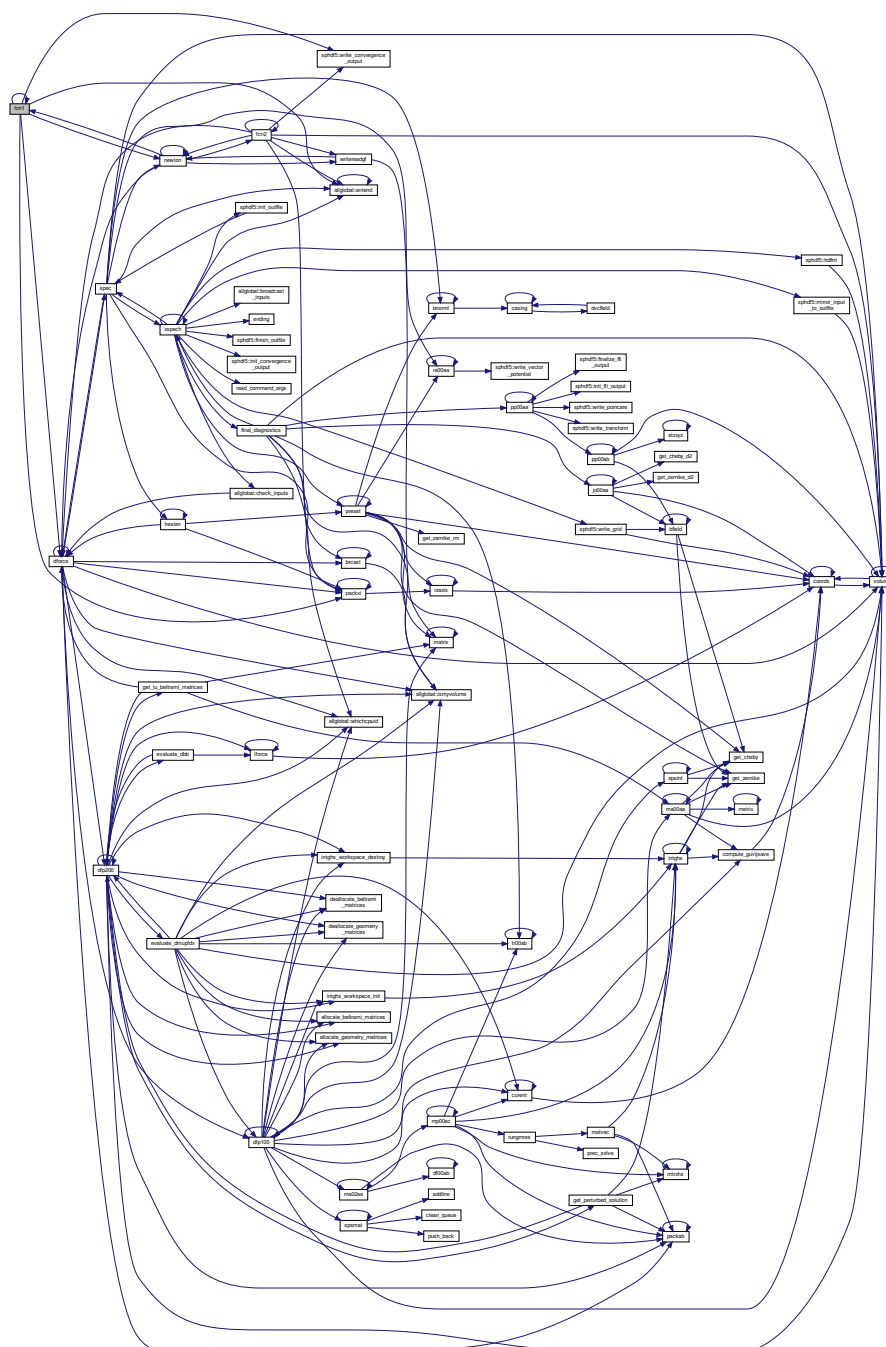 sphdf5::write_convergence
_output
fcn1
fcn2
newton
writereadgf
allglobal::wrtend
sphdf5::init_outfile
sphdf5::hdfint
spec
allglobal::broadcast
_inputs
sphdf5::mirror_input
_to_outfile
bnorml
casing
dvcfield
ending
xspech
sphdf5::finish_outfile
sphdf5::init_convergence
_output
sphdf5::finalize_flt
_output
ra00aa
sphdf5::write_vector
_potential
read_command_args
sphdf5::init_flt_output
pp00aa
sphdf5::write_poincare
sphdf5::write_transform
final_diagnostics
stzxyz
pp00ab
get_cheby_d2
get_zernike_d2
jo00aa
allglobal::check_inputs
preset
hesian
sphdf5::write_grid
bfield
get_zernike_rm
dforce
brcast
coords
packxi
rzaxis
matrix
get_lu_beltrami_matrices
allglobal::ismyvolume
allglobal::whichcpuid
evaluate_dbb
lforce
get_cheby
spsint
get_zernike
ma00aa
metrix
intghs_workspace_destroy
intghs
compute_guvijsave
dfp200
deallocate_beltrami
_matrices
deallocate_geometry
_matrices
evaluate_dmupfdx
tr00ab
intghs_workspace_init
allocate_beltrami_matrices
allocate_geometry_matrices
curent
mp00ac
rungmres
matvec
dfp100
prec_solve
df00ab
mtrxhs
ma02aa
addline
get_perturbed_solution
clean_queue
spsmat
push_back
packab